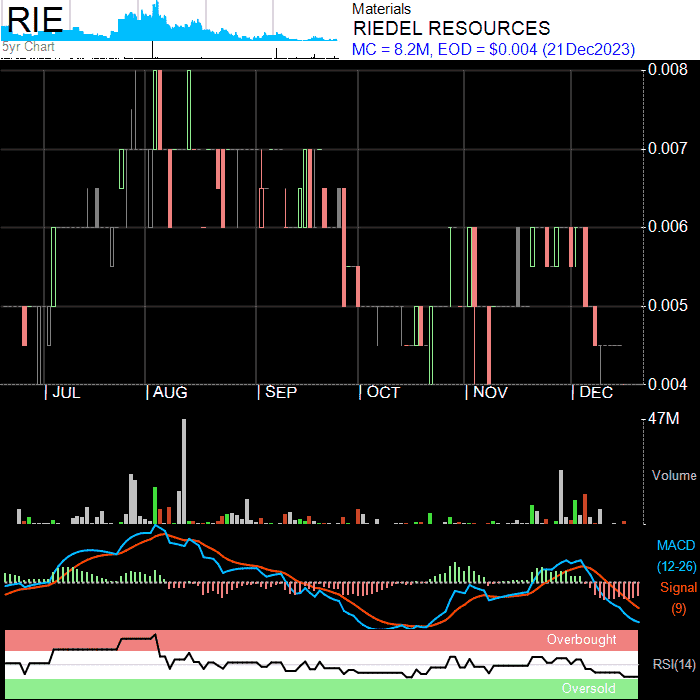 RIE
5yr Chart
Materials
RIEDEL RESOURCES
MC = 8.2M, EOD = $0.004 (21Dec2023)
0.008
0.007
0.006
0.005
0.004
JUL AUG SEP OCT NOV DEC
47M
Volume
MACD
(12-26)
Signal
(9)
Overbought
RSI(14)
Oversold